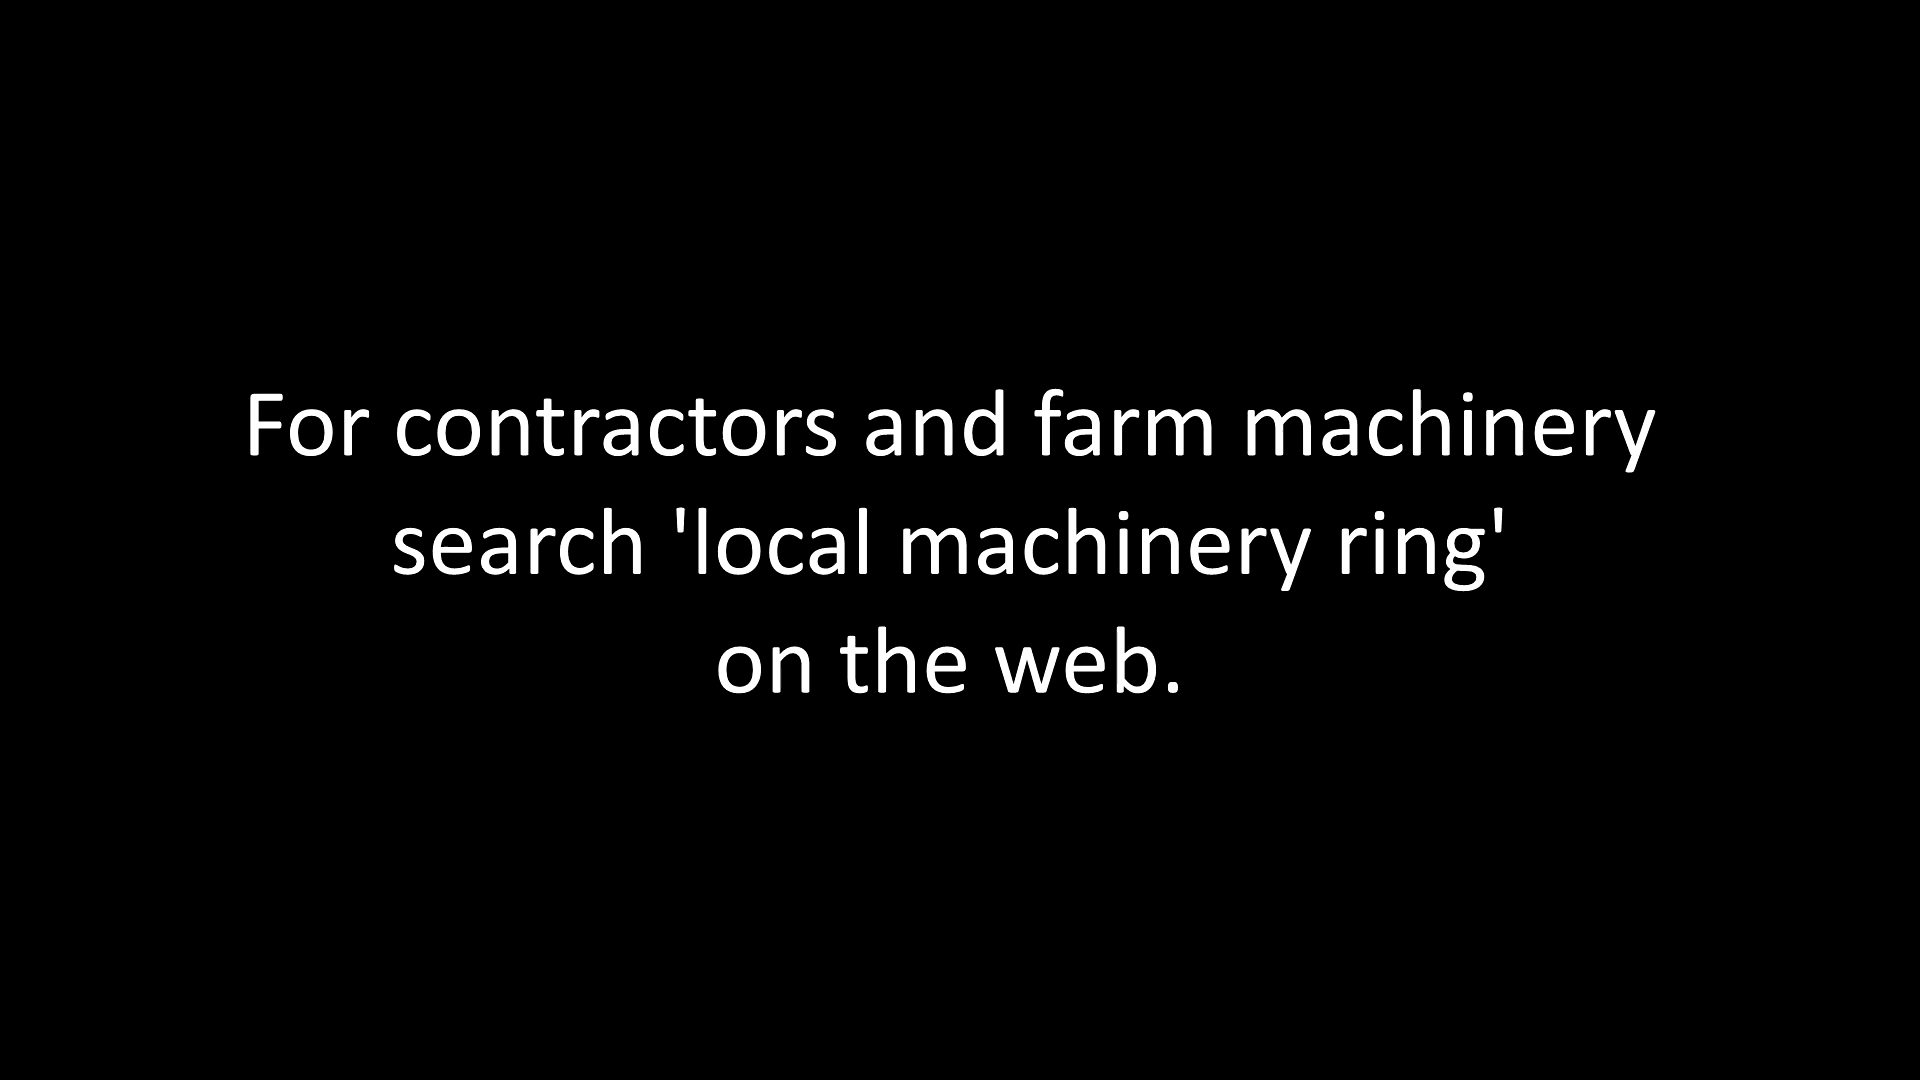 For contractors and farm machinery
search 'local machinery ring'
on the web.